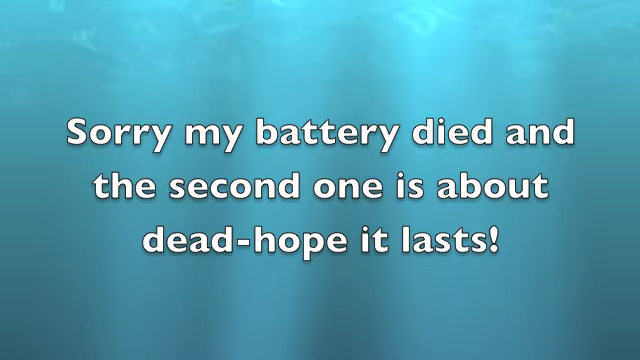 Sorry my battery died and
the second one is about
dead-hope it lasts!